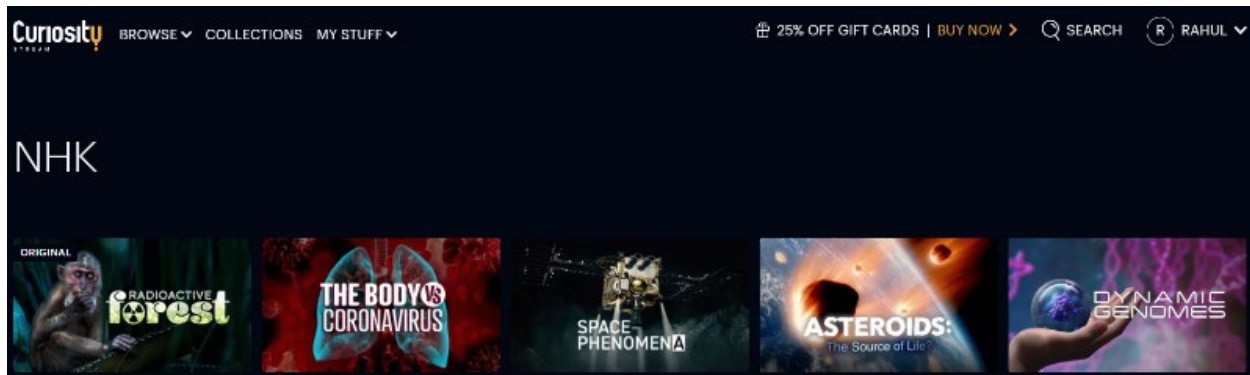 Curiosity
STREAM
BROWSE COLLECTIONS MY STUFF
25% OFF GIFT CARDS | BUY NOW
SEARCH
R RAHUL
NHK
ORIGINAL
RADIOACTIVE
forest
THE BODY VS
CORONAVIRUS
SPACE
PHENOMENA
ASTEROIDS:
The Source of Life?
DYNAMIC
GENOMES